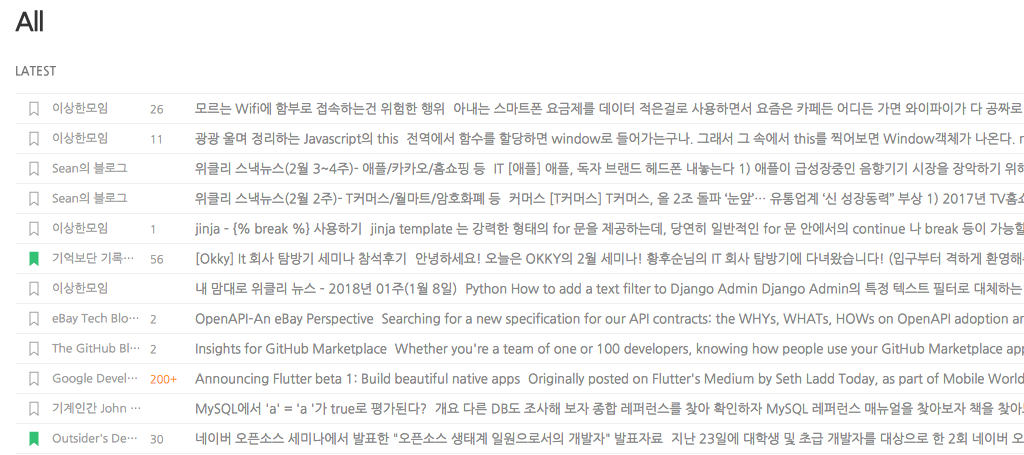 All
LATEST
이상한모임 26 모르는 Wifi에 함부로 접속하는건 위험한 행위 아내는 스마트폰 요금제를 데이터 적은걸로 사용하면서 요즘은 카페든 어디든 가면 와이파이가 다 공짜로
이상한모임 11 광광 울며 정리하는 Javascript의 this 전역에서 함수를 할당하면 window로 들어가는구나. 그래서 그 속에서 this를 찍어보면 Window객체가 나온다.
Sean의 블로그 위클리 스낵뉴스(2월 3~4주)- 애플/카카오/홈쇼핑 등 IT [애플] 애플, 독자 브랜드 헤드폰 내놓는다 1) 애플이 급성장중인 음향기기 시장을 장악하기 위해
Sean의 블로그 위클리 스낵뉴스(2월 2주)- T커머스/월마트/암호화폐 등 커머스 [T커머스] T커머스, 올 2조 돌파 ‘눈앞’… 유통업계 ‘신 성장동력” 부상 1) 2017년 TV홈쇼
이상한모임 1 jinja - {% break %} 사용하기 jinja template 는 강력한 형태의 for 문을 제공하는데, 당연히 일반적인 for 문 안에서의 continue 나 break 등이 가능할
기억보단 기록… 56 [Okky] It 회사 탐방기 세미나 참석후기 안녕하세요! 오늘은 OKKY의 2월 세미나! 황후순님의 IT 회사 탐방기에 다녀왔습니다! (입구부터 격하게 환영해
이상한모임 내 맘대로 위클리 뉴스 – 2018년 01주(1월 8일) Python How to add a text filter to Django Admin Django Admin의 특정 텍스트 필터로 대체하는
eBay Tech Blo… 2 OpenAPI-An eBay Perspective Searching for a new specification for our API contracts: the WHYs, WHATs, HOWs on OpenAPI adoption an
The GitHub Bl… 2 Insights for GitHub Marketplace Whether you're a team of one or 100 developers, knowing how people use your GitHub Marketplace app
Google Devel… 200+ Announcing Flutter beta 1: Build beautiful native apps Originally posted on Flutter's Medium by Seth Ladd Today, as part of Mobile World
기계인간 John … MySQL에서 'a' = 'a '가 true로 평가된다? 개요 다른 DB도 조사해 보자 종합 레퍼런스를 찾아 확인하자 MySQL 레퍼런스 매뉴얼을 찾아보자 책을 찾아보
Outsider's De… 30 네이버 오픈소스 세미나에서 발표한 "오픈소스 생태계 일원으로서의 개발자" 발표자료 지난 23일에 대학생 및 초급 개발자를 대상으로 한 2회 네이버 오